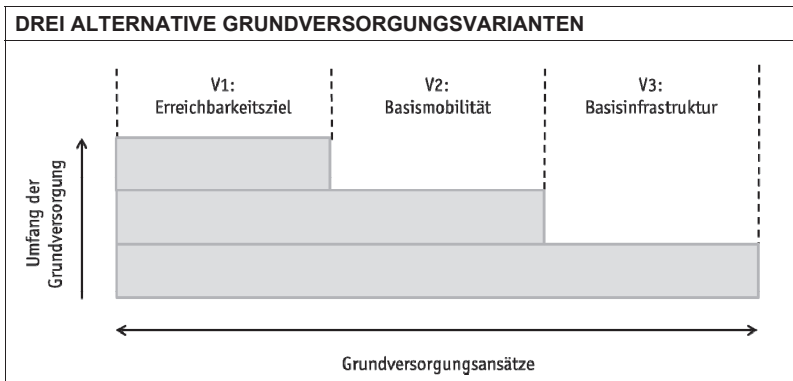 DREI ALTERNATIVE GRUNDVERSORGUNGSVARIANTEN
V1:
Erreichbarkeitsziel
V2:
Basismobilität
V3:
Basisinfrastruktur
Umfang der
Grundversorgung
Grundversorgungsansätze